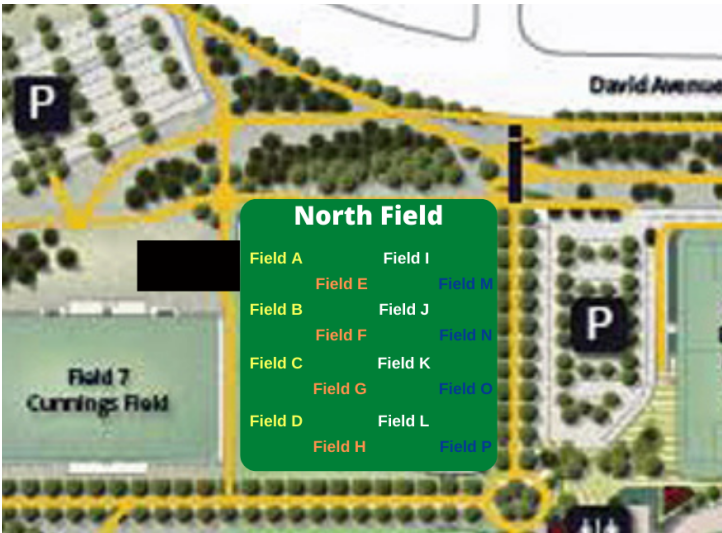 P
David Avenue
North Field
Field A
Field I
Field E
Field M
Field B
Field J
Field F
Field N
Field C
Field K
Field G
Field O
Field D
Field L
Field H
Field P
P
Field 7
Cunnings Field